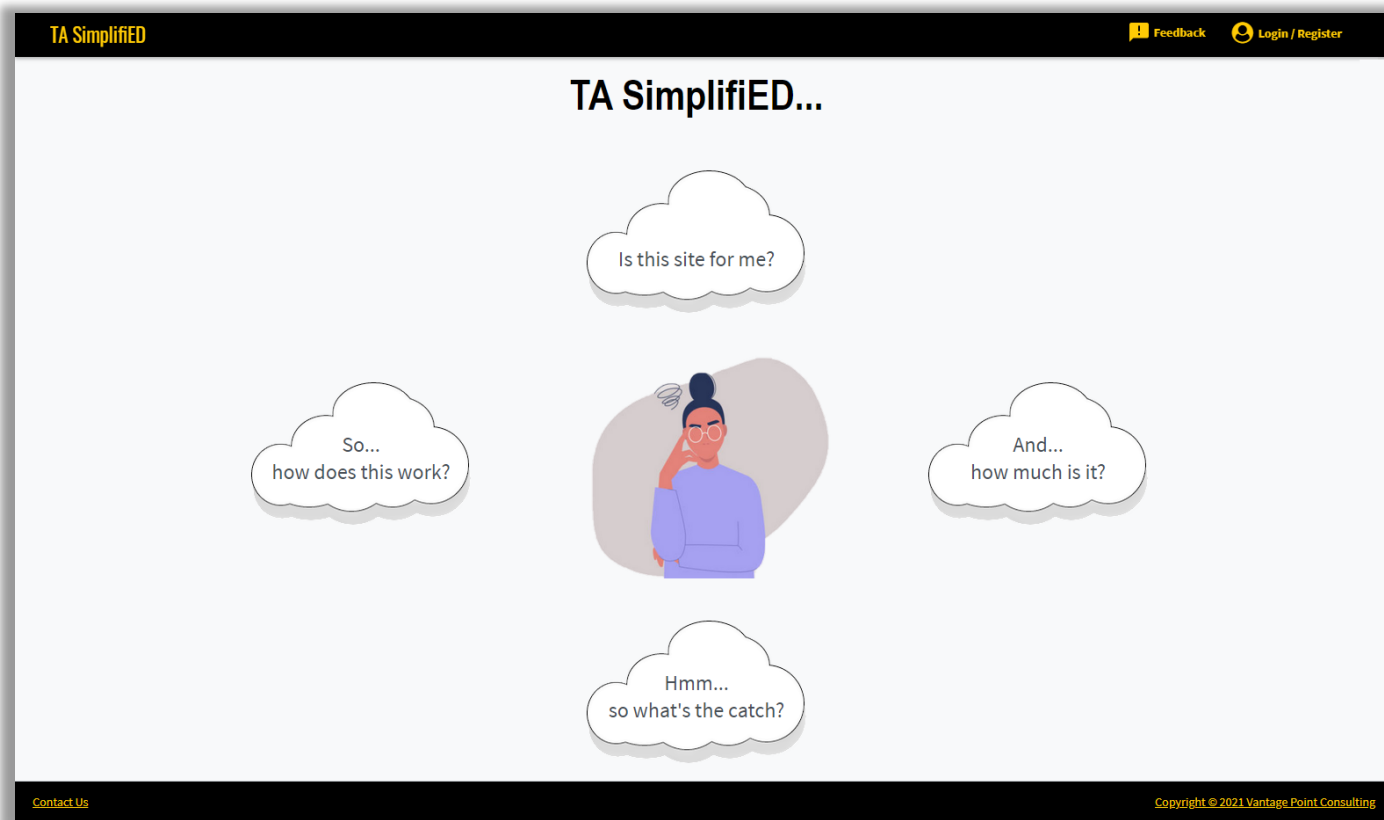 TA SimplifiED
Feedback
Login / Register
TA SimplifiED...
Is this site for me?
So...
how does this work?
And...
how much is it?
Hmm...
so what's the catch?
Contact Us
Copyright © 2021 Vantage Point Consulting